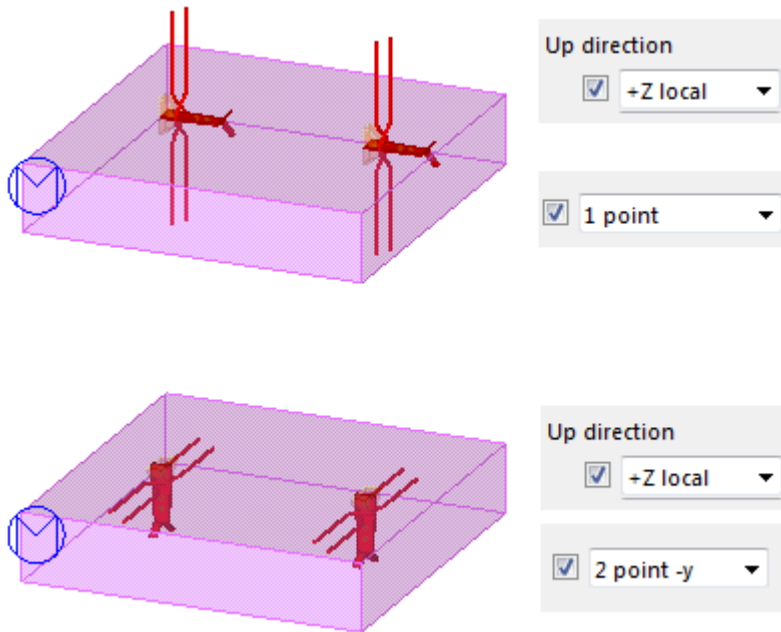 Up direction
+Z local
1 point
Up direction
+Z local
2 point -y